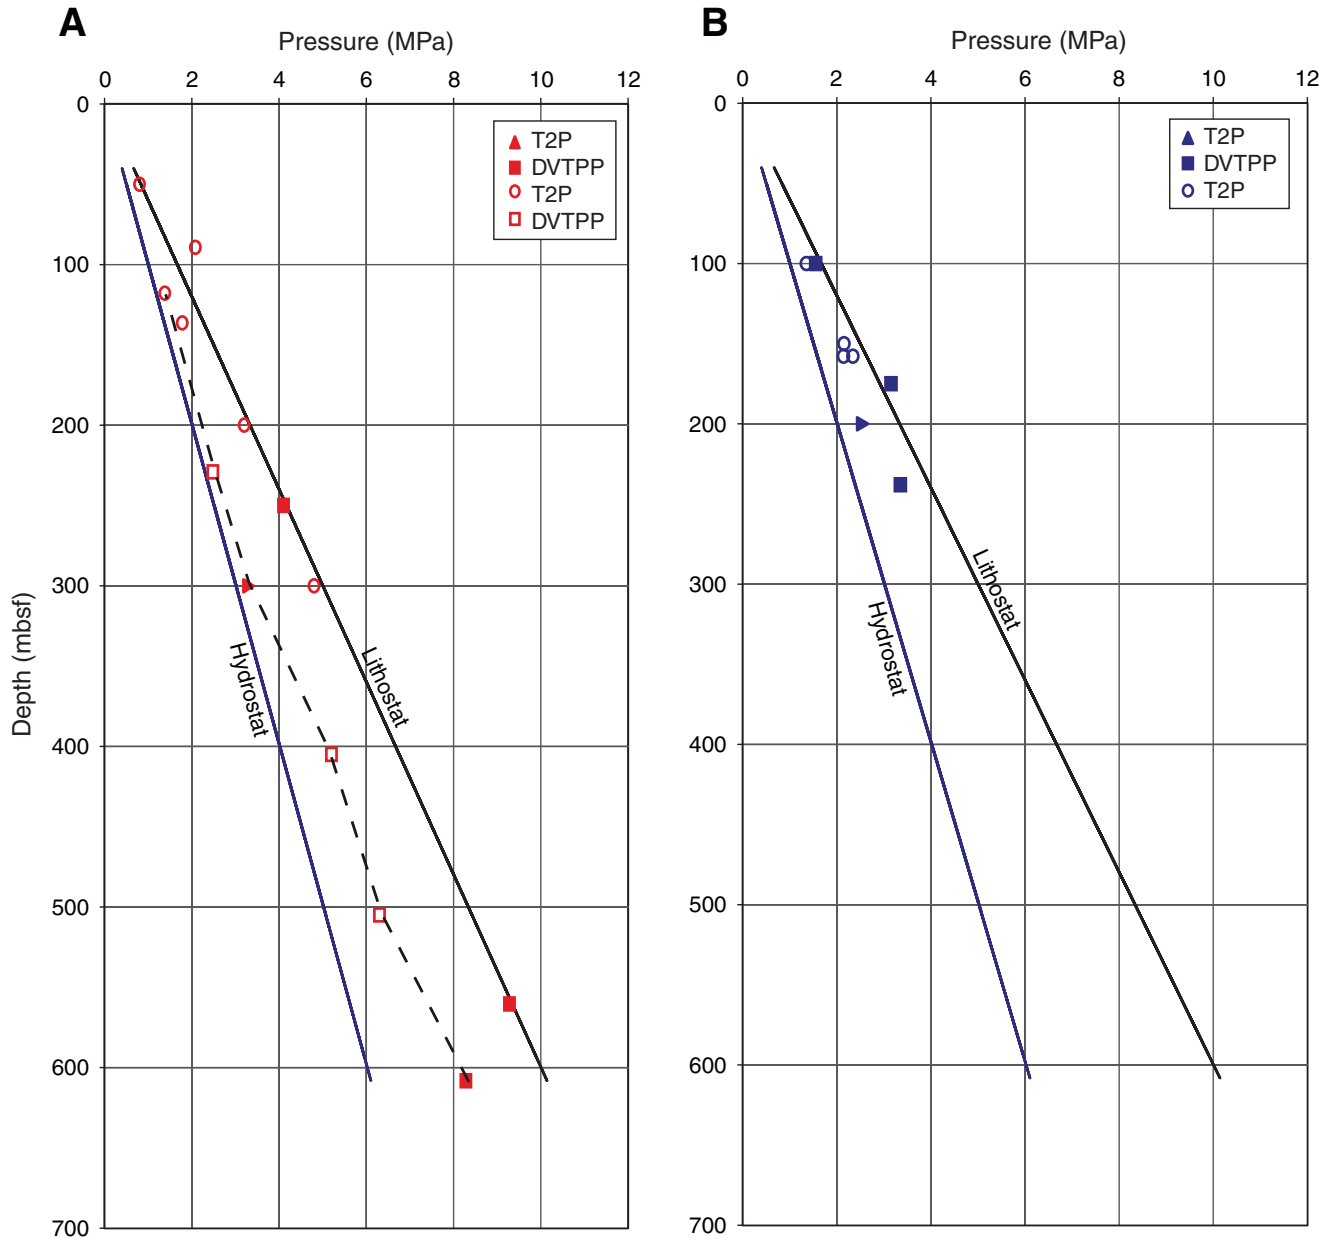 A
Pressure (MPa)
0 2 4 6 8 10 12
0
100
200
300
400
500
600
700
Depth (mbsf)
T2P
DVTPP
T2P
DVTPP
Hydrostat
Lithostat
B
Pressure (MPa)
0 2 4 6 8 10 12
0
100
200
300
400
500
600
700
T2P
DVTPP
T2P
Lithostat
Hydrostat